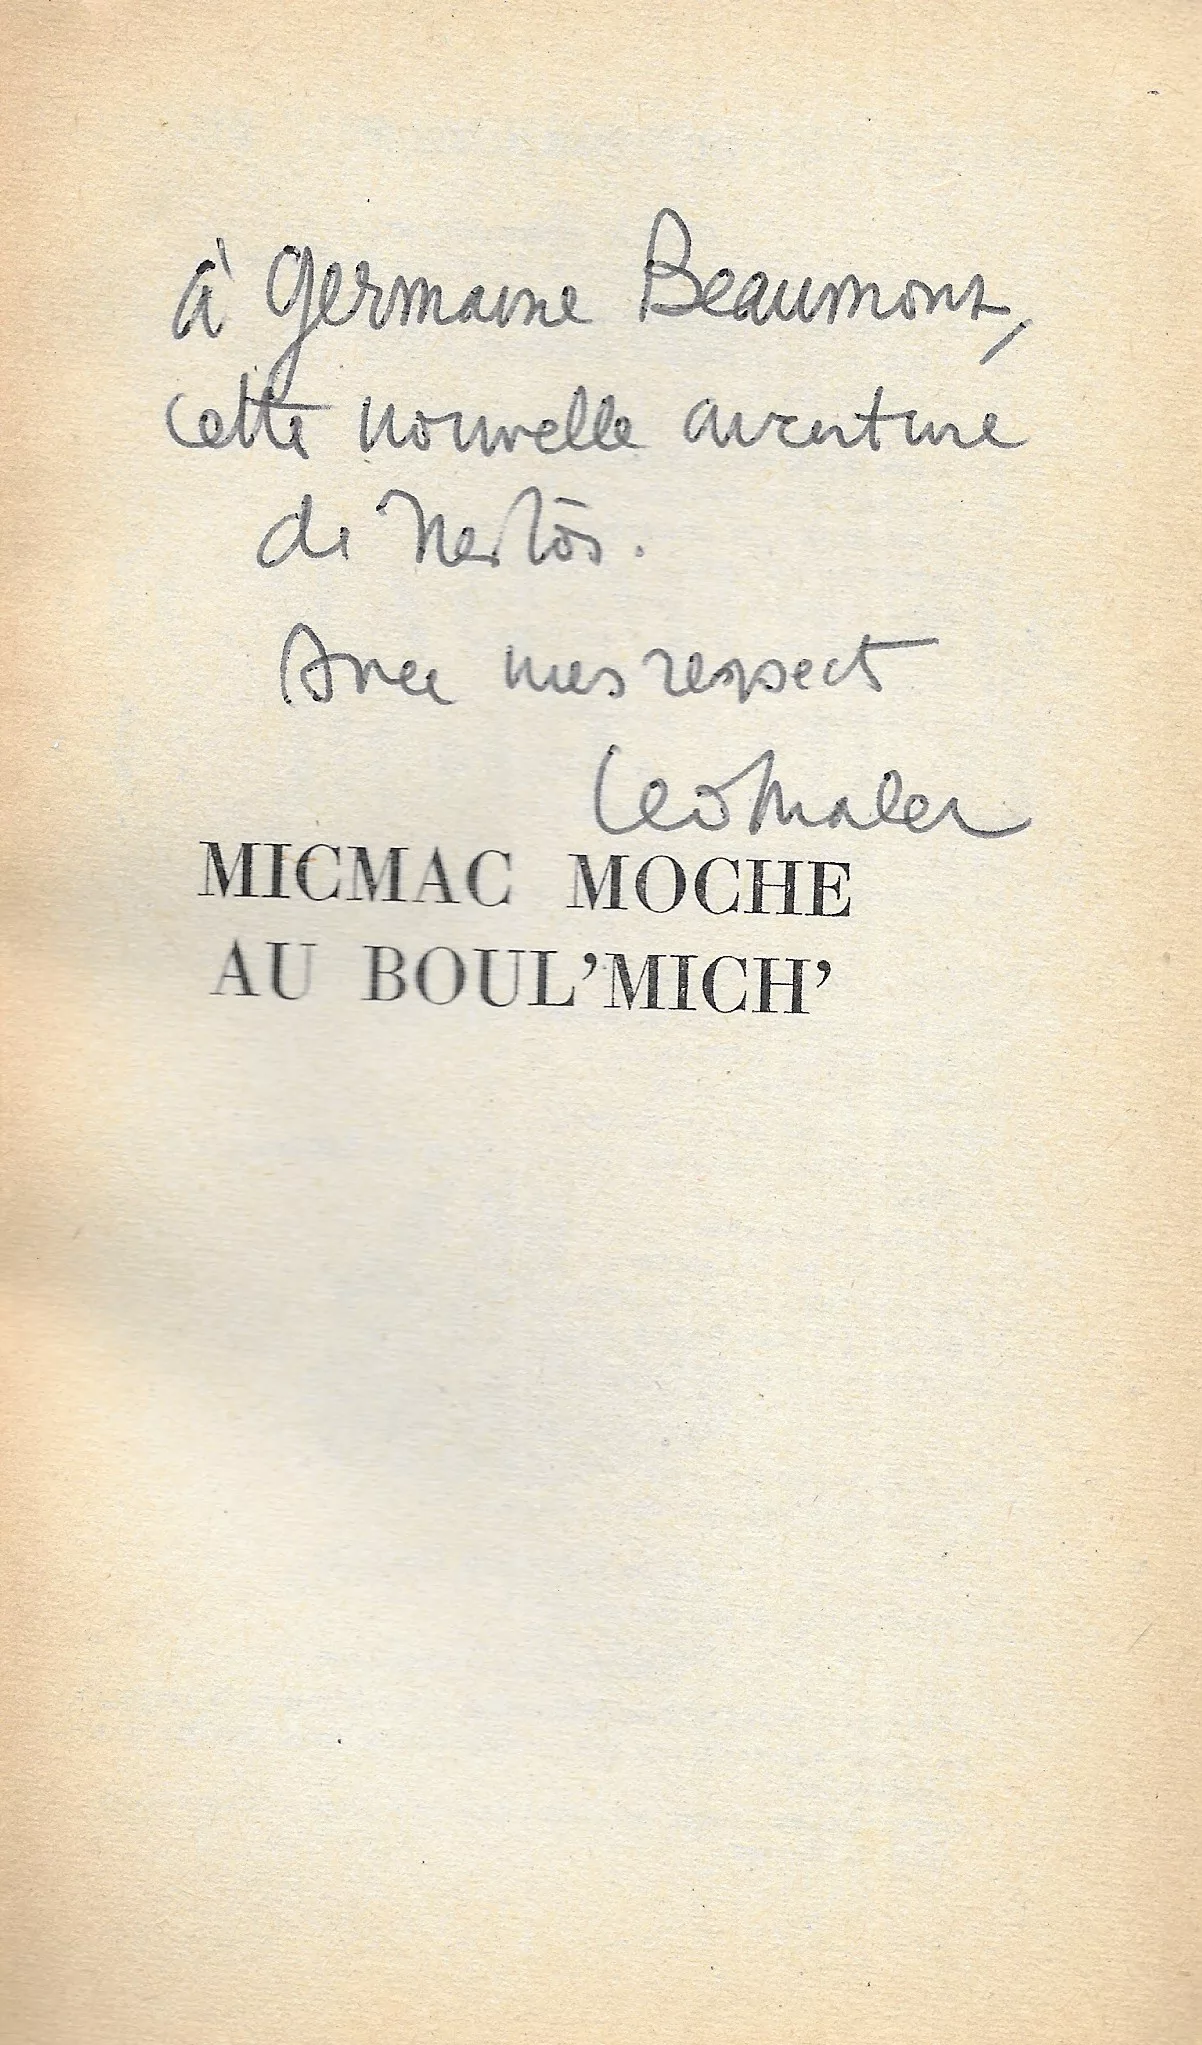 à Germaine Beaumont,
cette nouvelle aventure
de Nestor.
Avec mes respect
Léo Malet
MICMAC MOCHE
AU BOUL'MICH'